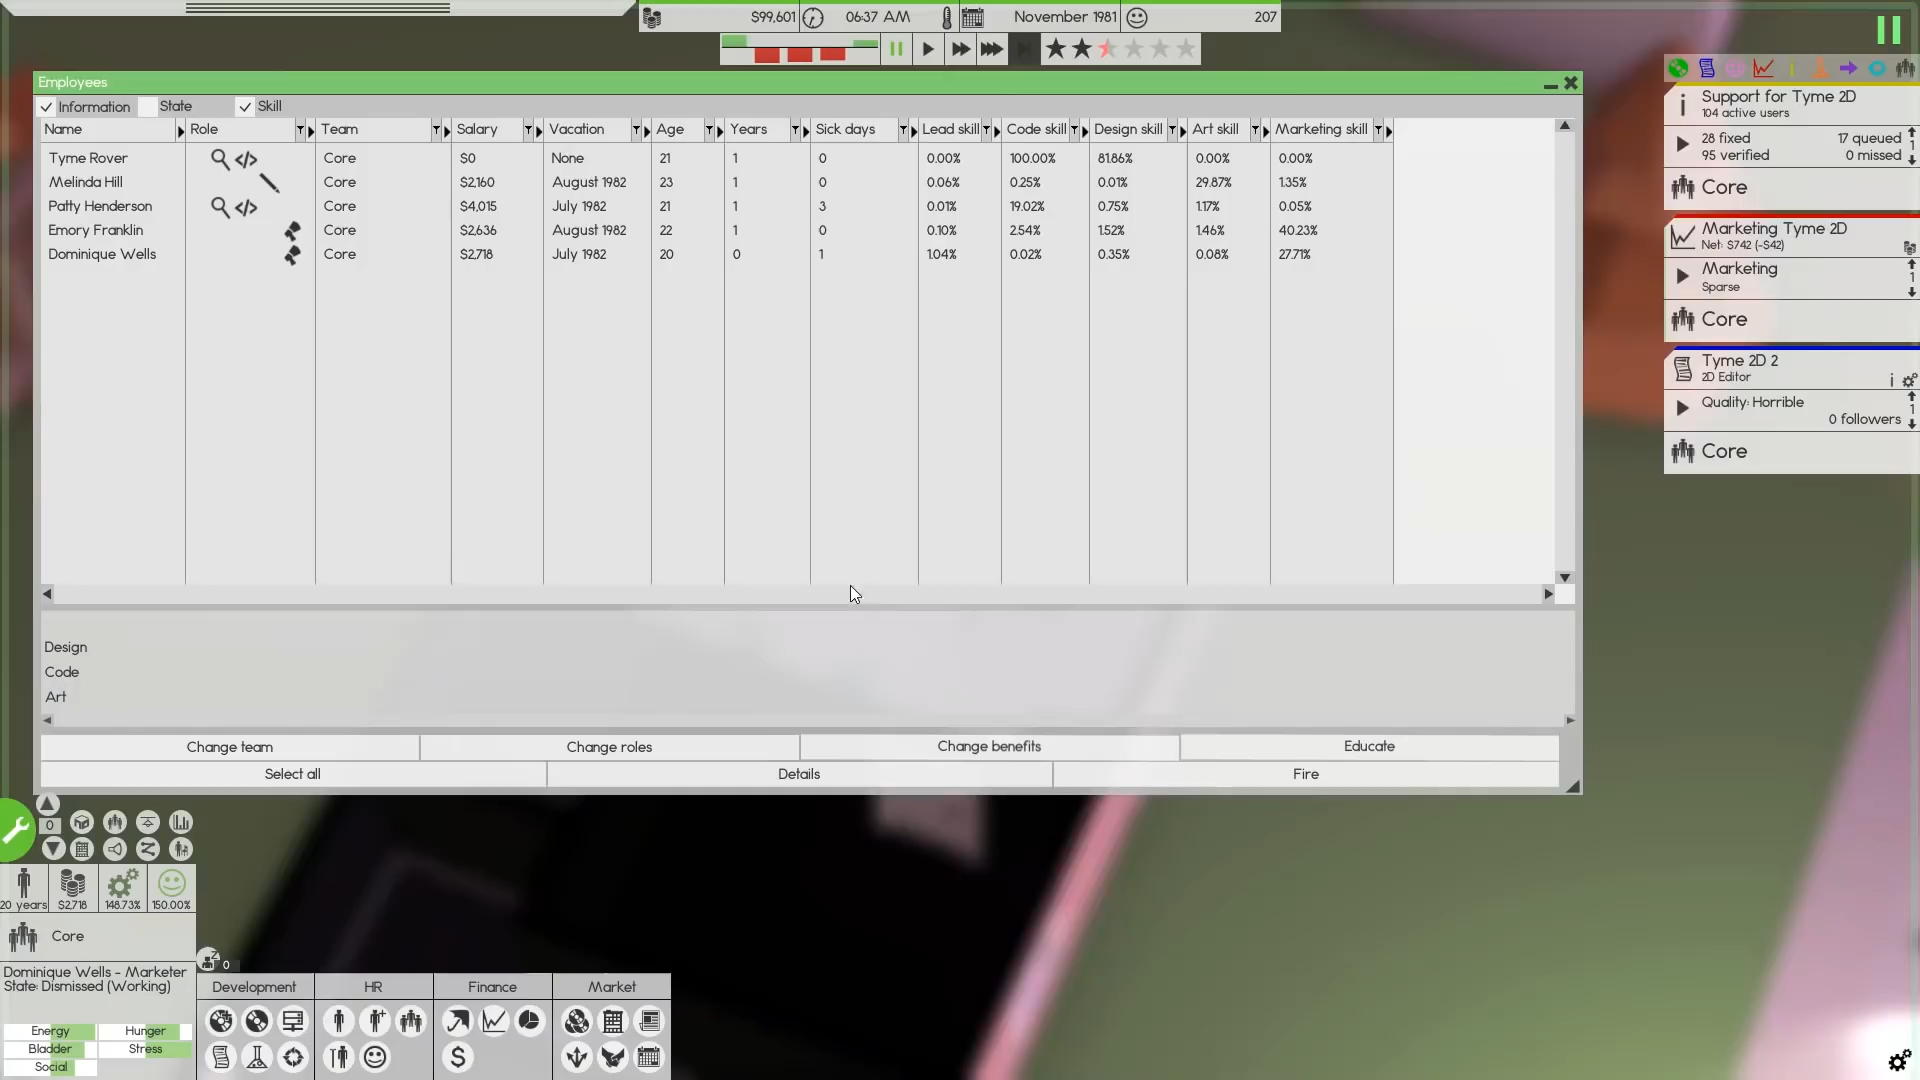 $99,601 06:37 AM November 1981 207
Employees
Information State Skill
Name Role Team Salary Vacation Age Years Sick days Lead skill Code skill Design skill Art skill Marketing skill
Tyme Rover Core $0 None 21 1 0 0.00% 100.00% 81.86% 0.00% 0.00%
Melinda Hill Core $2,160 August 1982 23 1 0 0.06% 0.25% 0.01% 29.87% 1.35%
Patty Henderson Core $4,015 July 1982 21 1 3 0.01% 19.02% 0.75% 1.17% 0.05%
Emory Franklin Core $2,636 August 1982 22 1 0 0.10% 2.54% 1.52% 1.46% 40.23%
Dominique Wells Core $2,718 July 1982 20 0 1 1.04% 0.02% 0.35% 0.08% 27.71%
Design
Code
Art
Change team Change roles Change benefits Educate
Select all Details Fire
Support for Tyme 2D
104 active users
28 fixed 17 queued
95 verified 0 missed
1
Core
Marketing Tyme 2D
Net: $742 (-$42)
Marketing
Sparse
1
Core
Tyme 2D 2
2D Editor
Quality: Horrible
0 followers
1
Core
0
20 years $2,718 148.73% 150.00%
Core
Dominique Wells - Marketer
State: Dismissed (Working)
Energy Hunger
Bladder Stress
Social
0
Development HR Finance Market